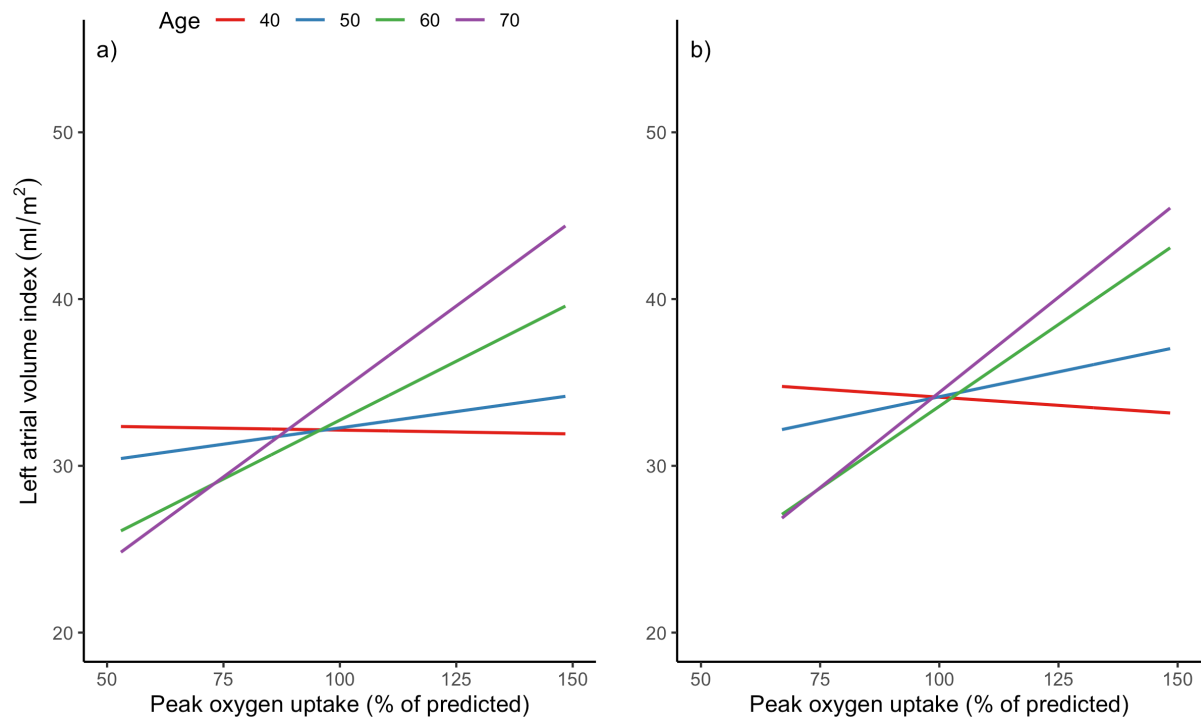 Age 40 50 60 70
a)
b)
Left atrial volume index (ml/m²)
50
40
30
20
50 75 100 125 150
Peak oxygen uptake (% of predicted)
50
40
30
20
50 75 100 125 150
Peak oxygen uptake (% of predicted)